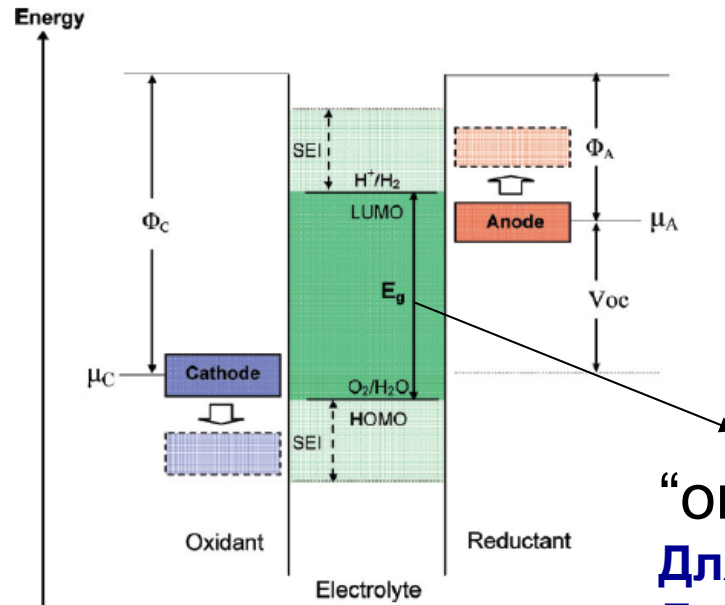 Energy
SEI
H⁺/H₂
LUMO
Φ_C
E_g
Φ_A
Anode
μ_A
Voc
μ_C
Cathode
O₂/H₂O
HOMO
SEI
Oxidant
Reductant
Electrolyte